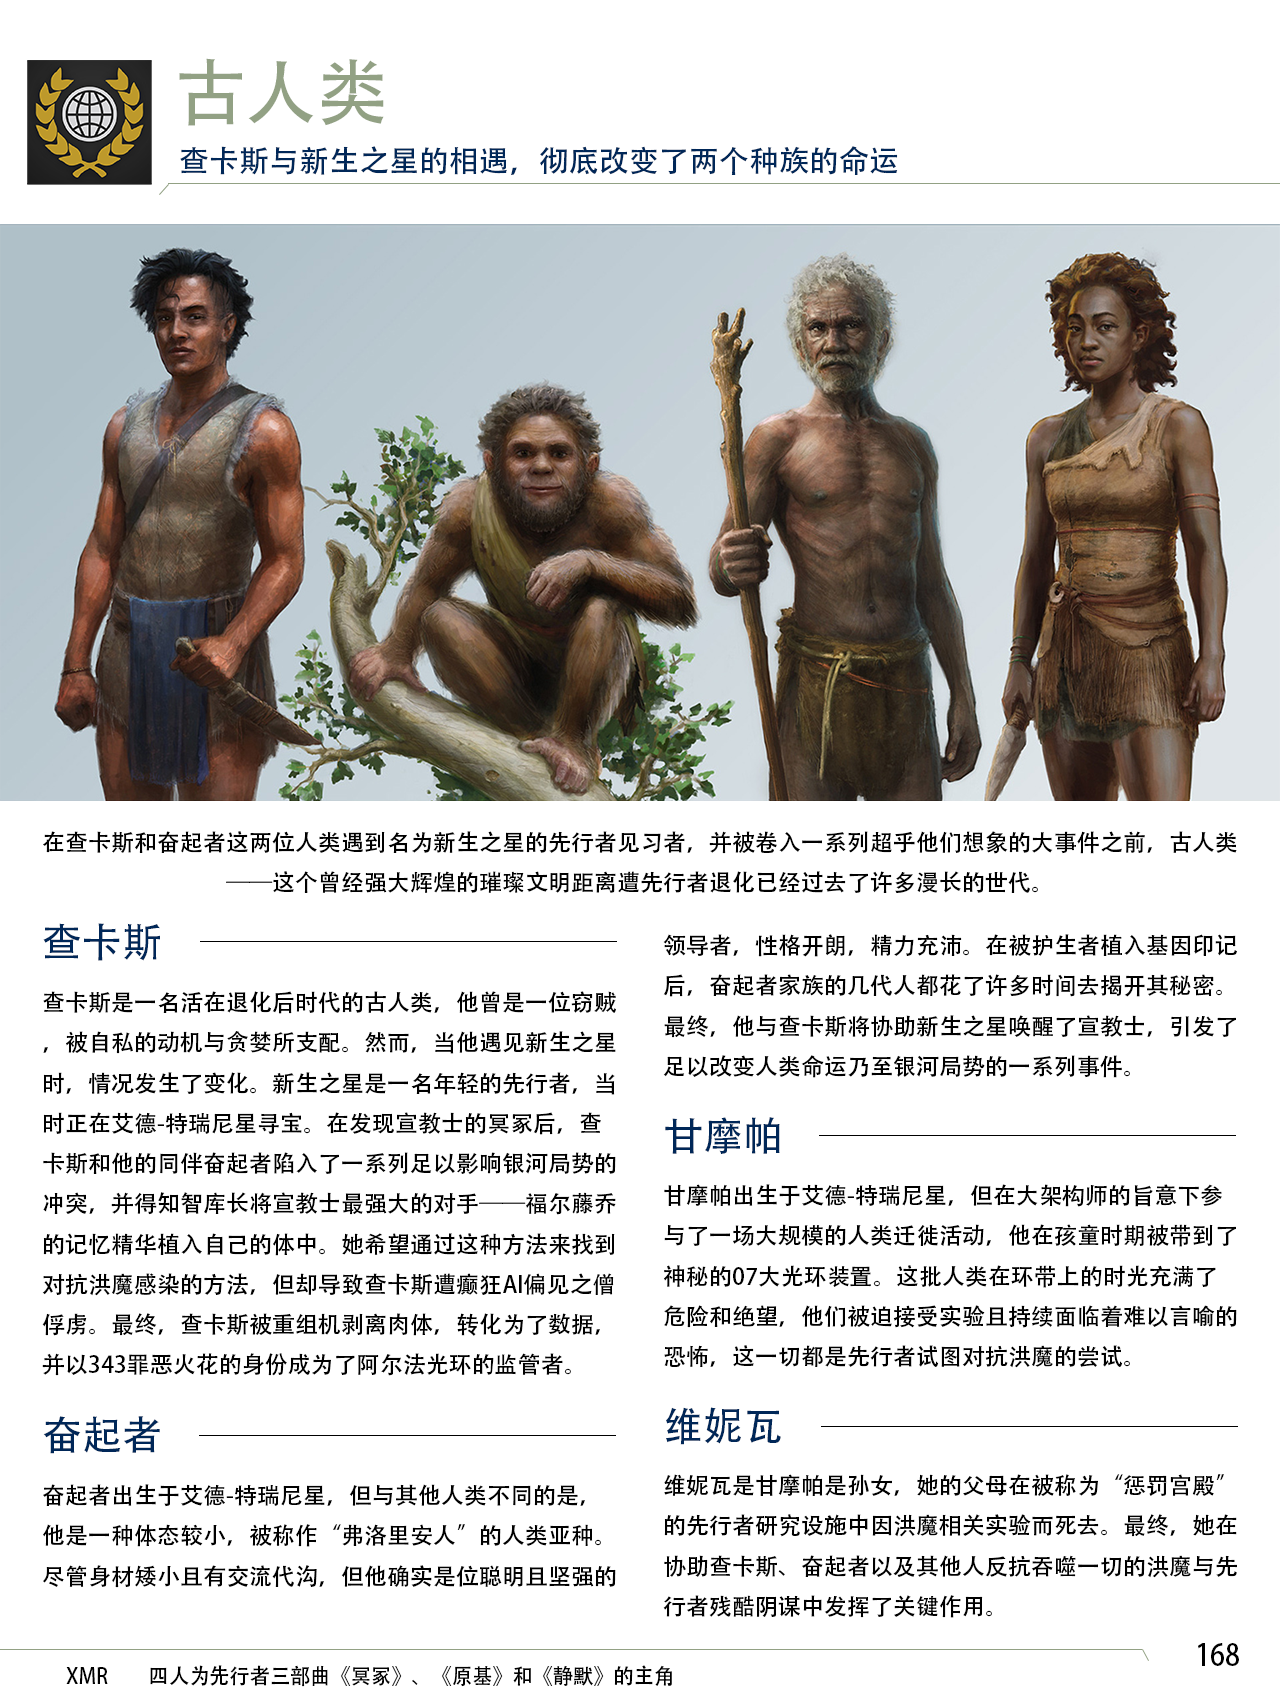 古人类
查卡斯与新生之星的相遇，彻底改变了两个种族的命运
在查卡斯和奋起者这两位人类遇到名为新生之星的先行者见习者，并被卷入一系列超乎他们想象的大事件之前，古人类
——这个曾经强大辉煌的璀璨文明距离遭先行者退化已经过去了许多漫长的世代。
查卡斯
查卡斯是一名活在退化后时代的古人类，他曾是一位窃贼
，被自私的动机与贪婪所支配。然而，当他遇见新生之星
时，情况发生了变化。新生之星是一名年轻的先行者，当
时正在艾德-特瑞尼星寻宝。在发现宣教士的冥冢后，查
卡斯和他的同伴奋起者陷入了一系列足以影响银河局势的
冲突，并得知智库长将宣教士最强大的对手——福尔藤乔
的记忆精华植入自己的体中。她希望通过这种方法来找到
对抗洪魔感染的方法，但却导致查卡斯遭癫狂AI偏见之僧
俘虏。最终，查卡斯被重组机剥离肉体，转化为了数据，
并以343罪恶火花的身份成为了阿尔法光环的监管者。
奋起者
奋起者出生于艾德-特瑞尼星，但与其他人类不同的是，
他是一种体态较小，被称作“弗洛里安人”的人类亚种。
尽管身材矮小且有交流代沟，但他确实是位聪明且坚强的
领导者，性格开朗，精力充沛。在被护生者植入基因印记
后，奋起者家族的几代人都花了许多时间去揭开其秘密。
最终，他与查卡斯将协助新生之星唤醒了宣教士，引发了
足以改变人类命运乃至银河局势的一系列事件。
甘摩帕
甘摩帕出生于艾德-特瑞尼星，但在大架构师的旨意下参
与了一场大规模的人类迁徙活动，他在孩童时期被带到了
神秘的07大光环装置。这批人类在环带上的时光充满了
危险和绝望，他们被迫接受实验且持续面临着难以言喻的
恐怖，这一切都是先行者试图对抗洪魔的尝试。
维妮瓦
维妮瓦是甘摩帕是孙女，她的父母在被称为“惩罚宫殿”
的先行者研究设施中因洪魔相关实验而死去。最终，她在
协助查卡斯、奋起者以及其他人反抗吞噬一切的洪魔与先
行者残酷阴谋中发挥了关键作用。
168
XMR 四人为先行者三部曲《冥冢》、《原基》和《静默》的主角